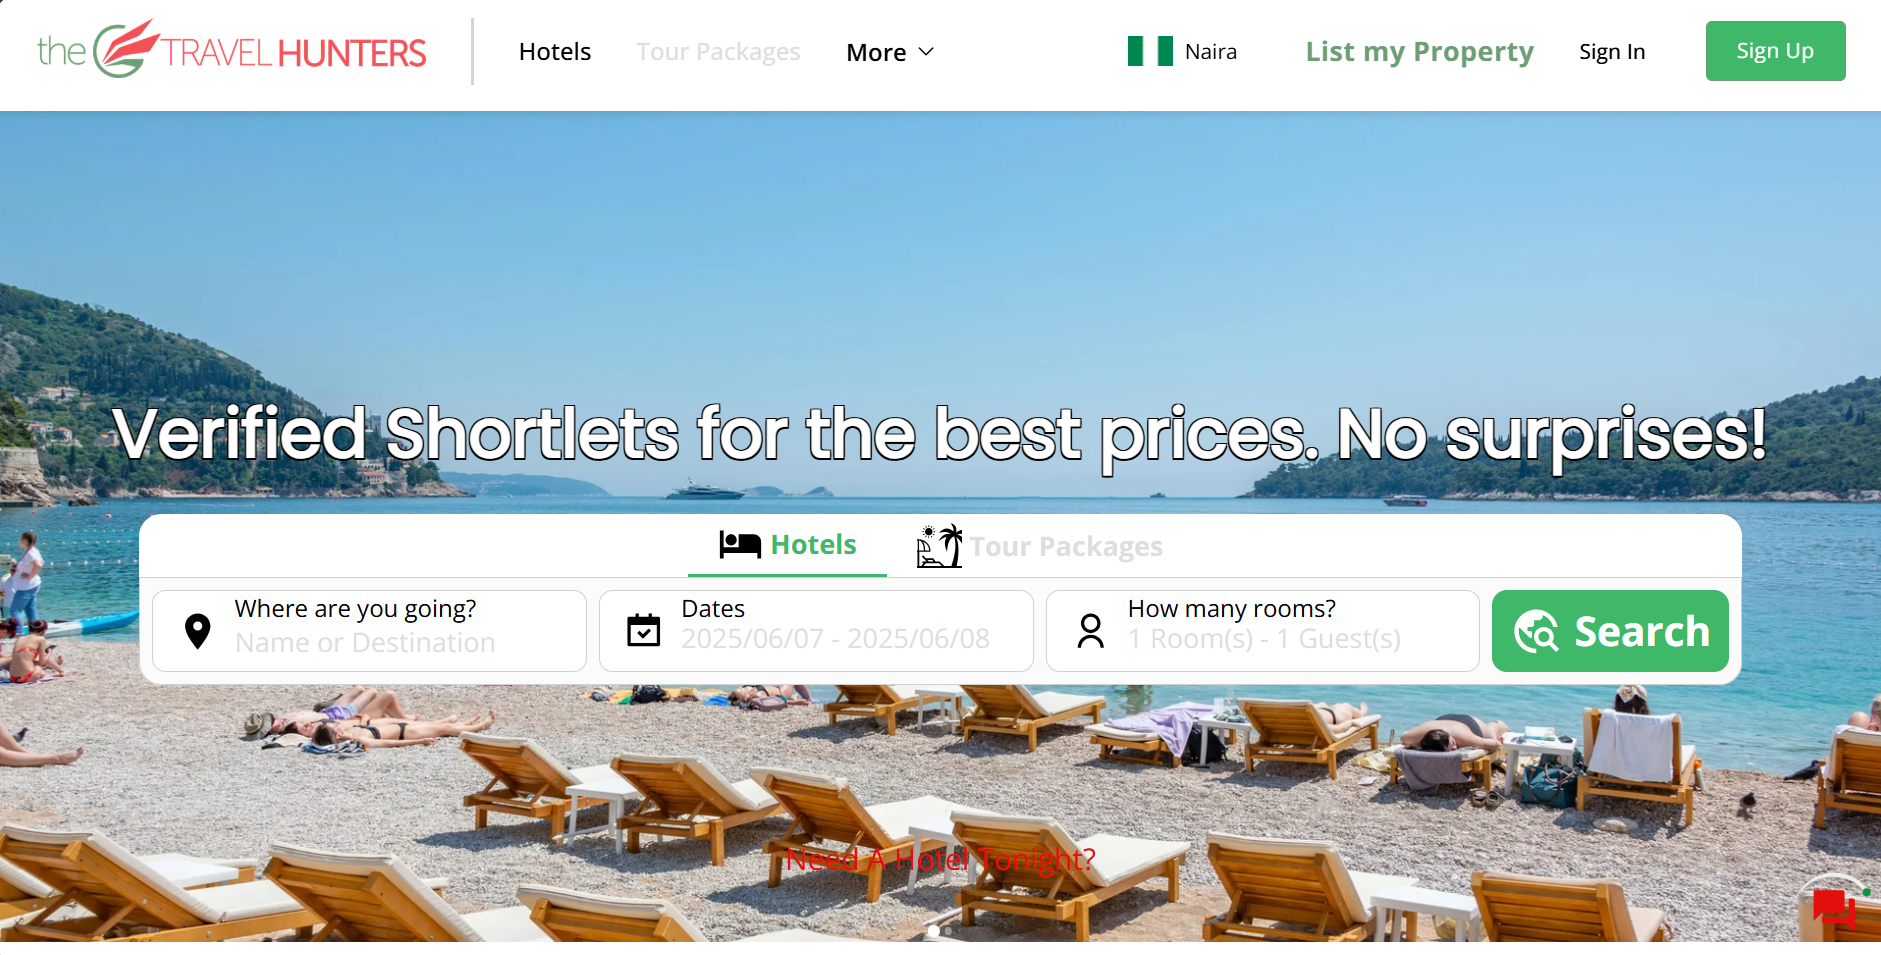 the TRAVEL HUNTERS
Hotels
Tour Packages
More
Naira
List my Property
Sign In
Sign Up
Verified Shortlets for the best prices. No surprises!
Hotels
Tour Packages
Where are you going?
Name or Destination
Dates
2025/06/07 - 2025/06/08
How many rooms?
1 Room(s) - 1 Guest(s)
Search
Need A Hotel Tonight?